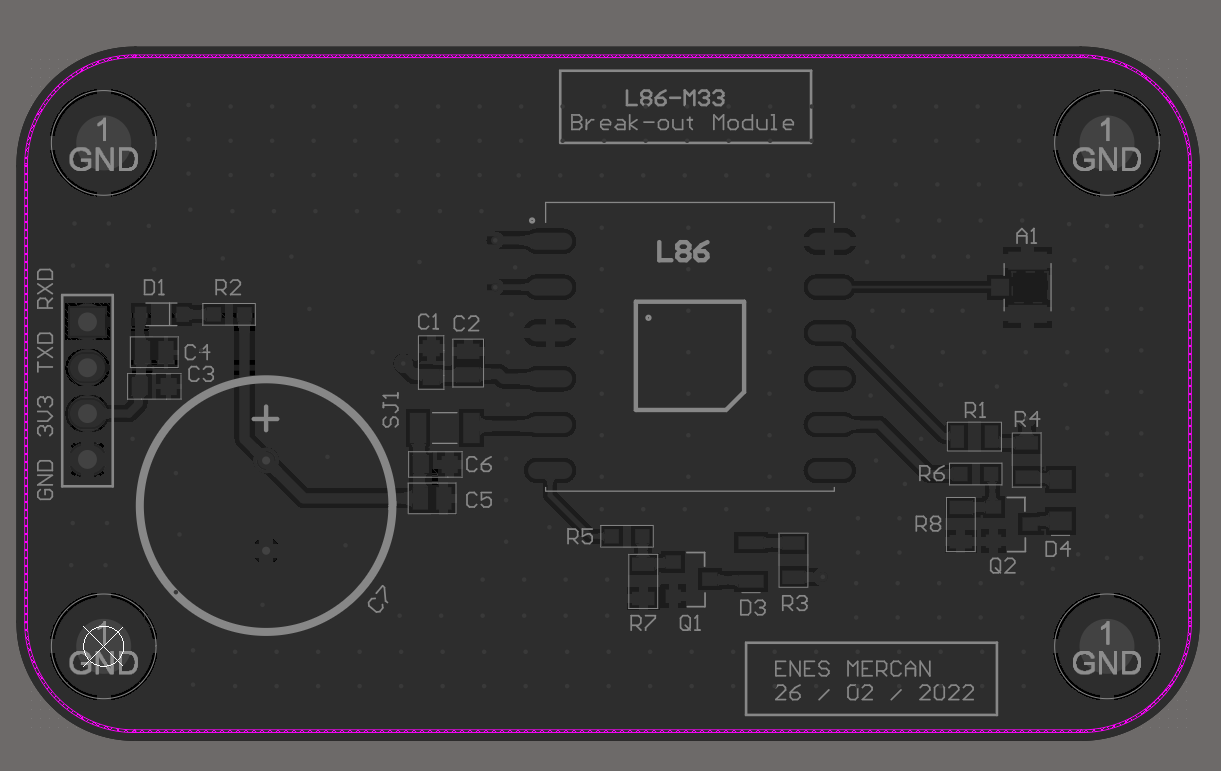 L86-M33
Break-out Module
1
GND
1
GND
A1
L86
RXD
TXD
3V3
GND
D1
R2
C4
C3
C1
C2
SJ1
C6
C5
C7
R1
R4
R6
R8
Q2
D4
R5
R7
Q1
D3
R3
1
GND
1
GND
ENES MERCAN
26 / 02 / 2022